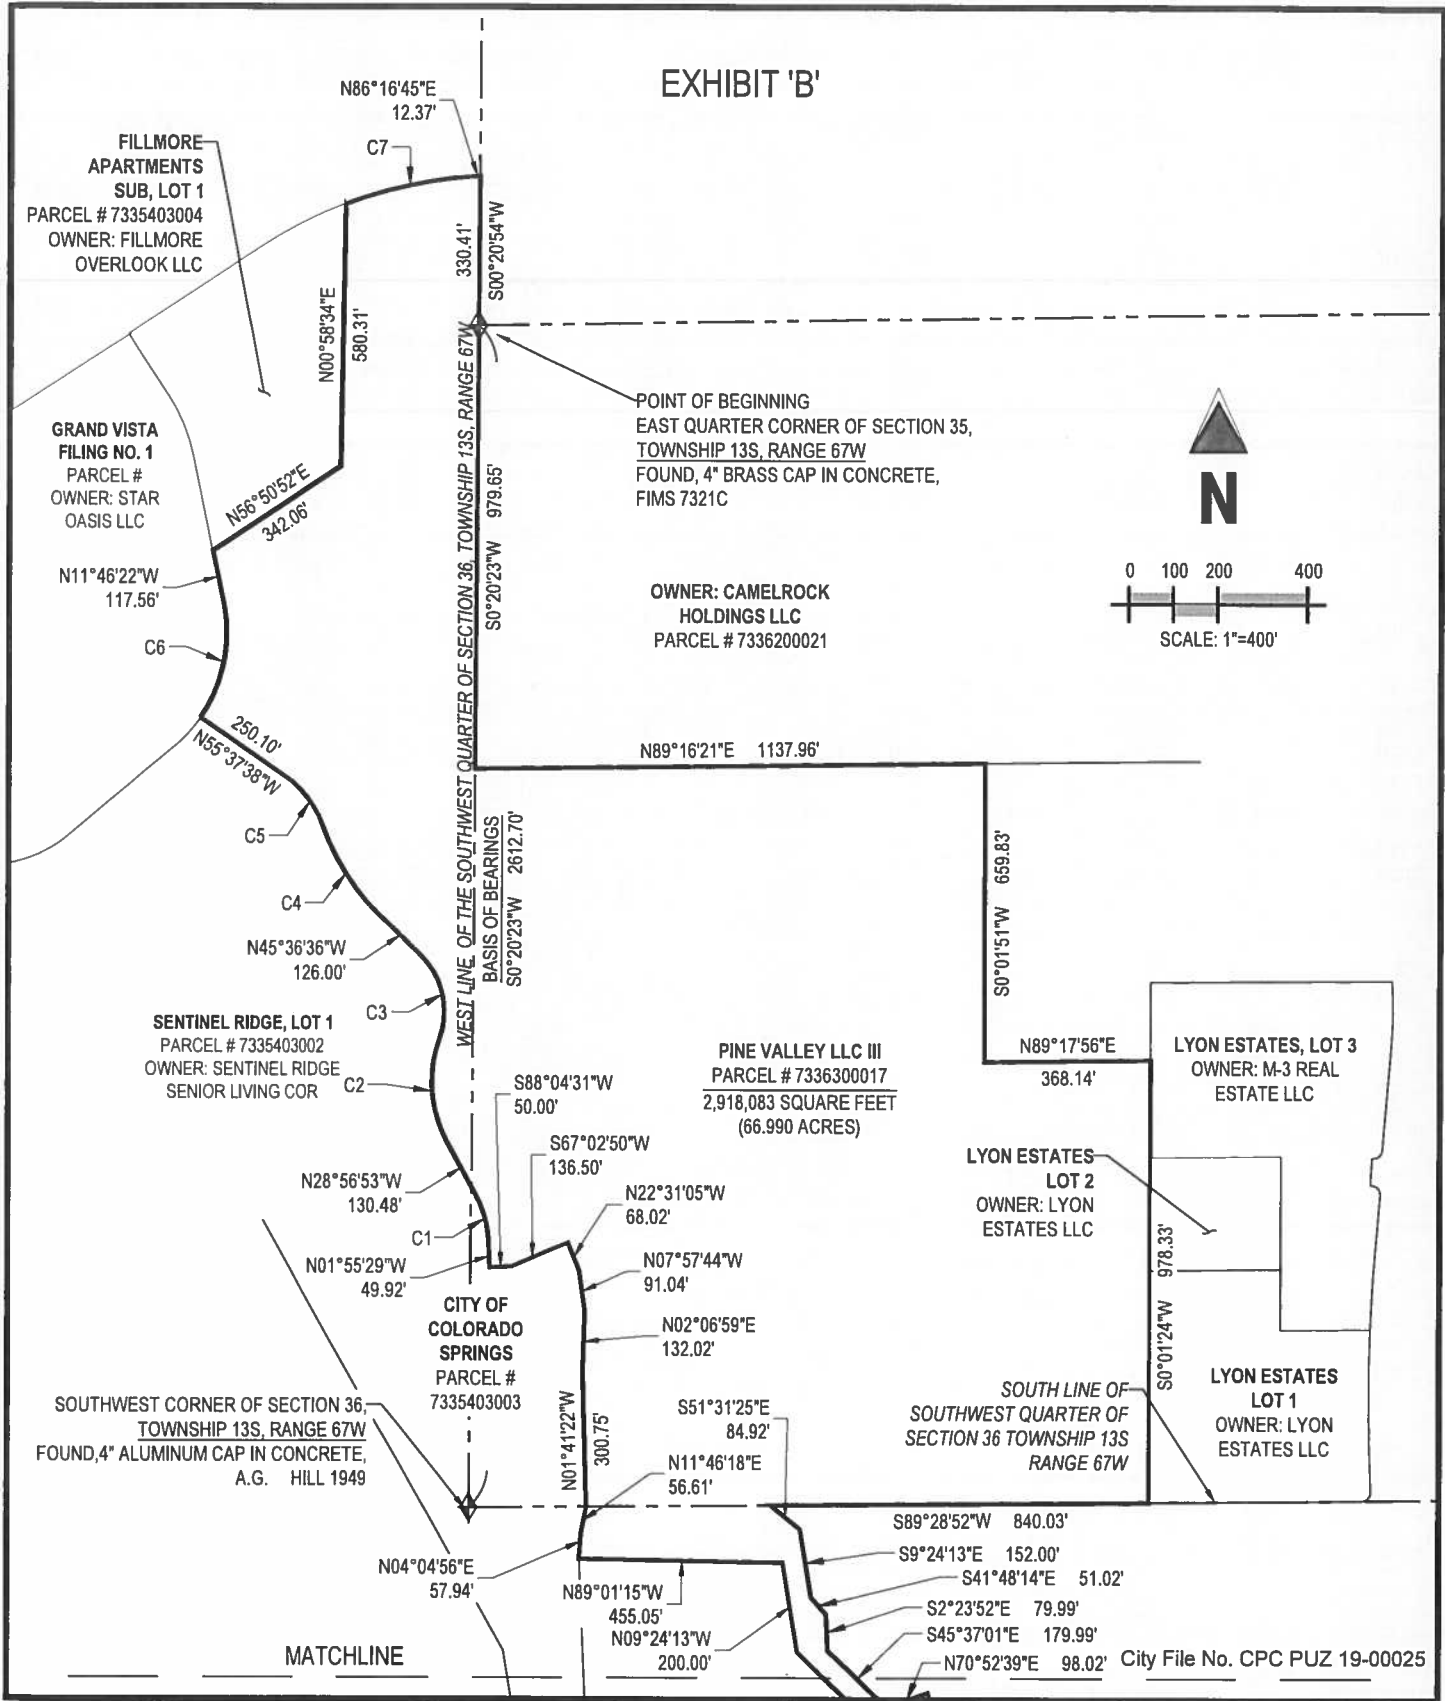 EXHIBIT 'B'
N86°16'45"E
12.37'
C7
FILLMORE
APARTMENTS
SUB, LOT 1
PARCEL # 7335403004
OWNER: FILLMORE
OVERLOOK LLC
330.41'
S00°20'54"W
N00°58'34"E
580.31'
POINT OF BEGINNING
EAST QUARTER CORNER OF SECTION 35,
TOWNSHIP 13S, RANGE 67W
FOUND, 4" BRASS CAP IN CONCRETE,
FIMS 7321C
N
0 100 200 400
SCALE: 1"=400'
GRAND VISTA
FILING NO. 1
PARCEL #
OWNER: STAR
OASIS LLC
N56°50'52"E
342.06'
N11°46'22"W
117.56'
C6
WEST LINE OF THE SOUTHWEST QUARTER OF SECTION 36, TOWNSHIP 13S, RANGE 67W
S0°20'23"W 979.65'
OWNER: CAMELROCK
HOLDINGS LLC
PARCEL # 7336200021
250.10'
N55°37'38"W
N89°16'21"E 1137.96'
C5
BASIS OF BEARINGS
S0°20'23"W 2612.70'
S0°01'51"W 659.83'
C4
N45°36'36"W
126.00'
C3
SENTINEL RIDGE, LOT 1
PARCEL # 7335403002
OWNER: SENTINEL RIDGE
SENIOR LIVING COR
C2
PINE VALLEY LLC III
PARCEL # 7336300017
2,918,083 SQUARE FEET
(66.990 ACRES)
N89°17'56"E
368.14'
LYON ESTATES, LOT 3
OWNER: M-3 REAL
ESTATE LLC
S88°04'31"W
50.00'
S67°02'50"W
136.50'
LYON ESTATES
LOT 2
OWNER: LYON
ESTATES LLC
N28°56'53"W
130.48'
N22°31'05"W
68.02'
C1
N01°55'29"W
49.92'
N07°57'44"W
91.04'
S0°01'24"W 978.33'
CITY OF
COLORADO
SPRINGS
PARCEL #
7335403003
N02°06'59"E
132.02'
SOUTHWEST CORNER OF SECTION 36,
TOWNSHIP 13S, RANGE 67W
FOUND,4" ALUMINUM CAP IN CONCRETE,
A.G. HILL 1949
N01°41'22"W
300.75'
S51°31'25"E
84.92'
N11°46'18"E
56.61'
SOUTH LINE OF
SOUTHWEST QUARTER OF
SECTION 36 TOWNSHIP 13S
RANGE 67W
LYON ESTATES
LOT 1
OWNER: LYON
ESTATES LLC
S89°28'52"W 840.03'
S9°24'13"E 152.00'
S41°48'14"E 51.02'
S2°23'52"E 79.99'
S45°37'01"E 179.99'
N70°52'39"E 98.02'
N04°04'56"E
57.94'
N89°01'15"W
455.05'
N09°24'13"W
200.00'
MATCHLINE
City File No. CPC PUZ 19-00025